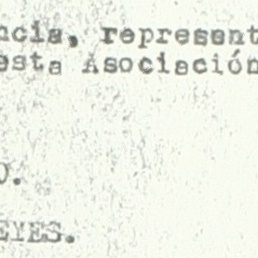 ncia, represent
esta Asociación
O.
EYES.